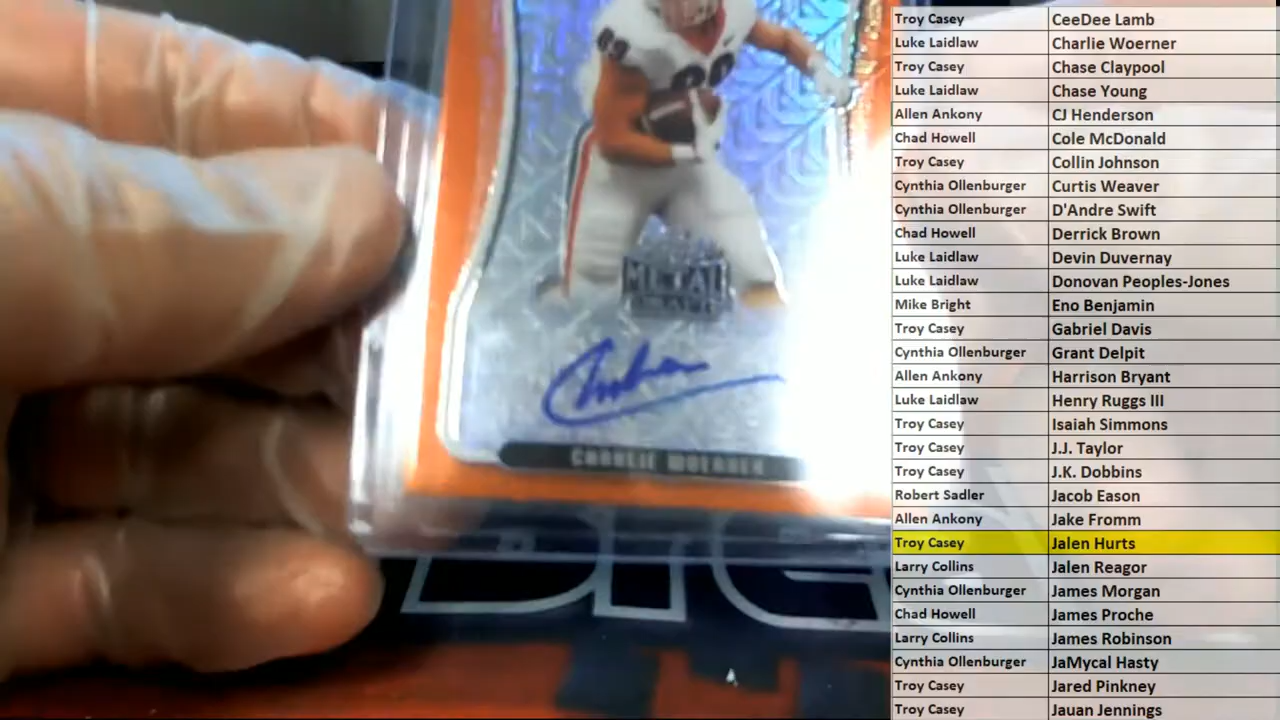 METAL
DRAFT
CHARLIE WOERNER
Troy Casey CeeDee Lamb
Luke Laidlaw Charlie Woerner
Troy Casey Chase Claypool
Luke Laidlaw Chase Young
Allen Ankony CJ Henderson
Chad Howell Cole McDonald
Troy Casey Collin Johnson
Cynthia Ollenburger Curtis Weaver
Cynthia Ollenburger D'Andre Swift
Chad Howell Derrick Brown
Luke Laidlaw Devin Duvernay
Luke Laidlaw Donovan Peoples-Jones
Mike Bright Eno Benjamin
Troy Casey Gabriel Davis
Cynthia Ollenburger Grant Delpit
Allen Ankony Harrison Bryant
Luke Laidlaw Henry Ruggs III
Troy Casey Isaiah Simmons
Troy Casey J.J. Taylor
Troy Casey J.K. Dobbins
Robert Sadler Jacob Eason
Allen Ankony Jake Fromm
Troy Casey Jalen Hurts
Larry Collins Jalen Reagor
Cynthia Ollenburger James Morgan
Chad Howell James Proche
Larry Collins James Robinson
Cynthia Ollenburger JaMycal Hasty
Troy Casey Jared Pinkney
Troy Casey Jauan Jennings